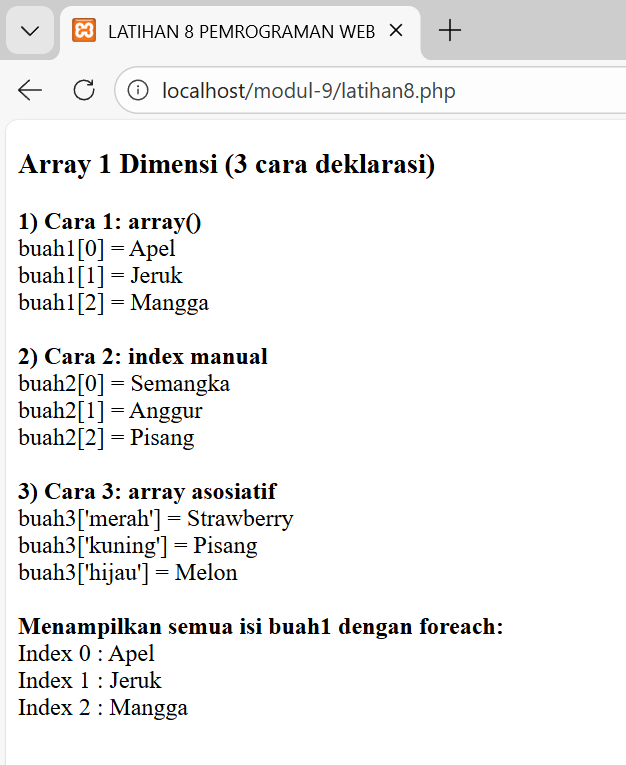 LATIHAN 8 PEMROGRAMAN WEB
localhost/modul-9/latihan8.php
Array 1 Dimensi (3 cara deklarasi)
1) Cara 1: array()
buah1[0] = Apel
buah1[1] = Jeruk
buah1[2] = Mangga
2) Cara 2: index manual
buah2[0] = Semangka
buah2[1] = Anggur
buah2[2] = Pisang
3) Cara 3: array asosiatif
buah3['merah'] = Strawberry
buah3['kuning'] = Pisang
buah3['hijau'] = Melon
Menampilkan semua isi buah1 dengan foreach:
Index 0 : Apel
Index 1 : Jeruk
Index 2 : Mangga